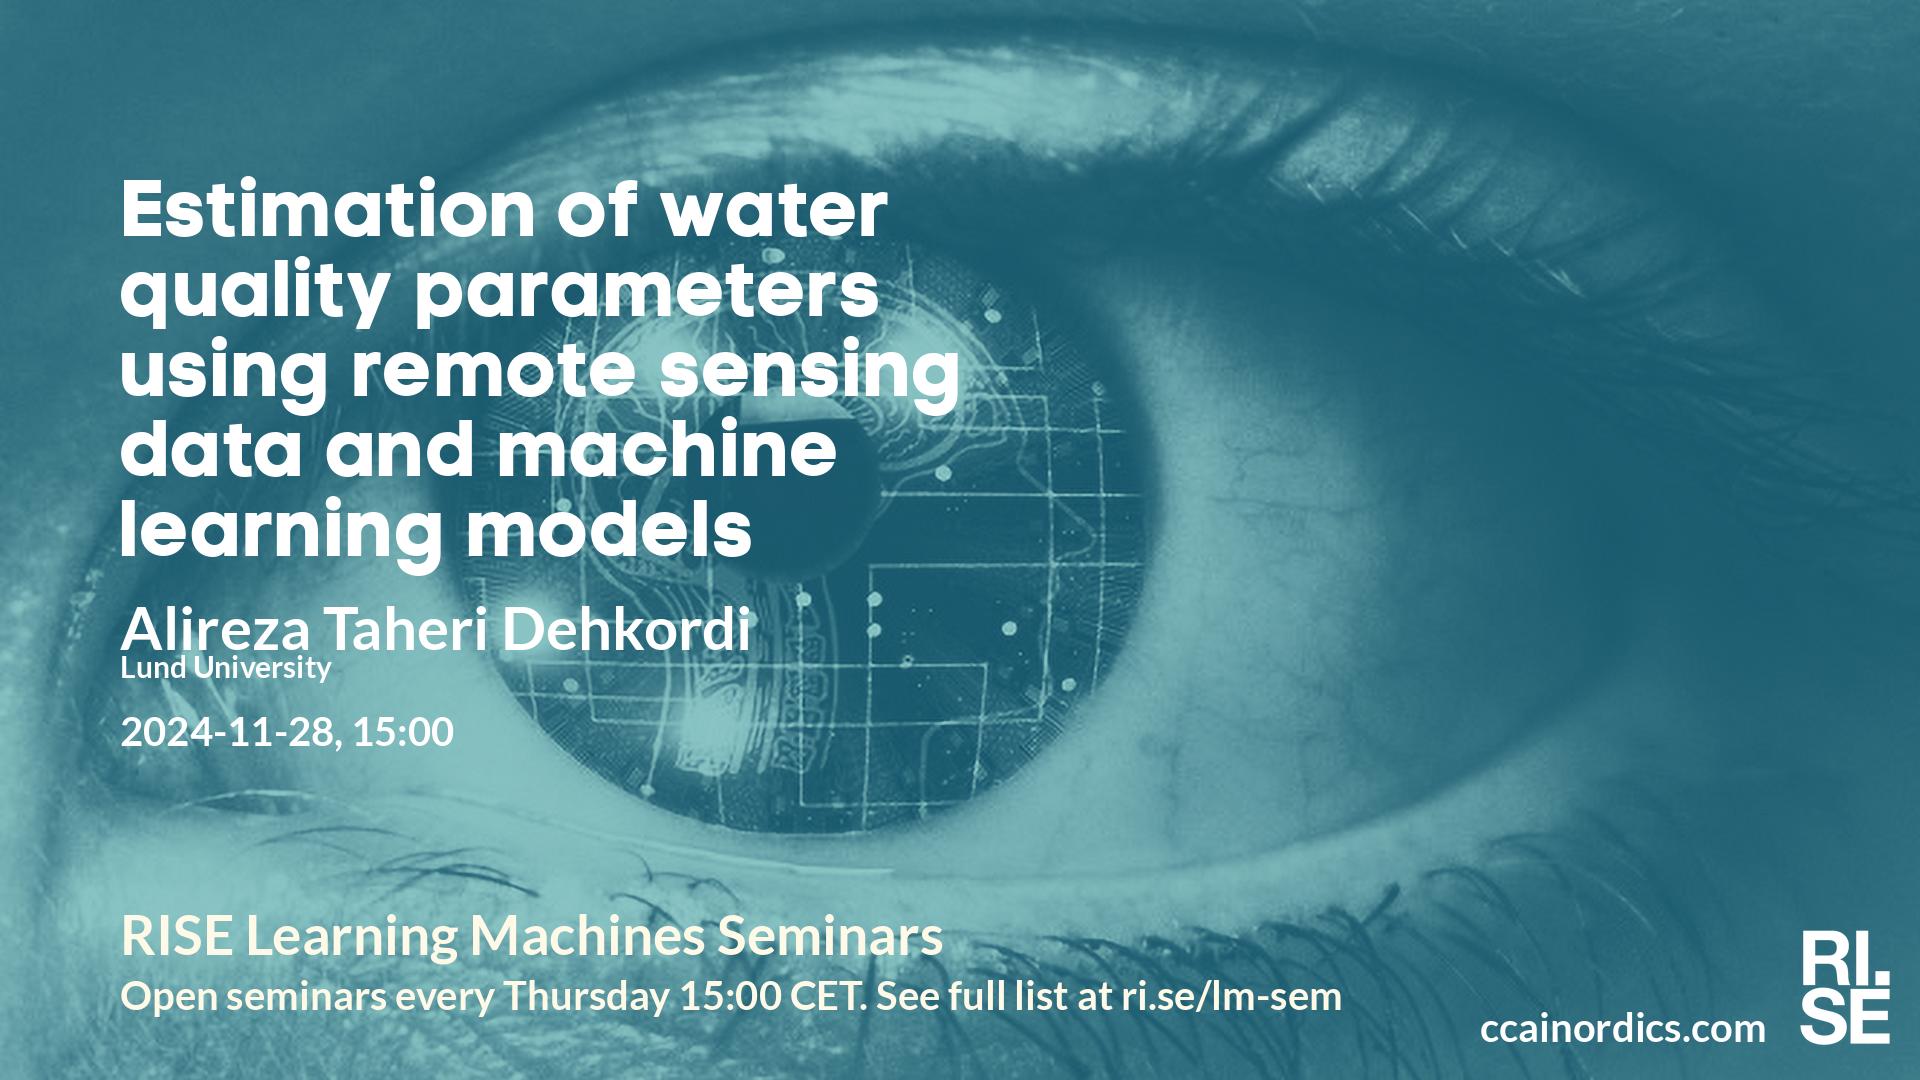 Estimation of water
quality parameters
using remote sensing
data and machine
learning models
Alireza Taheri Dehkordi
Lund University
2024-11-28, 15:00
RISE Learning Machines Seminars
Open seminars every Thursday 15:00 CET. See full list at ri.se/lm-sem
ccainordics.com
RI.
SE